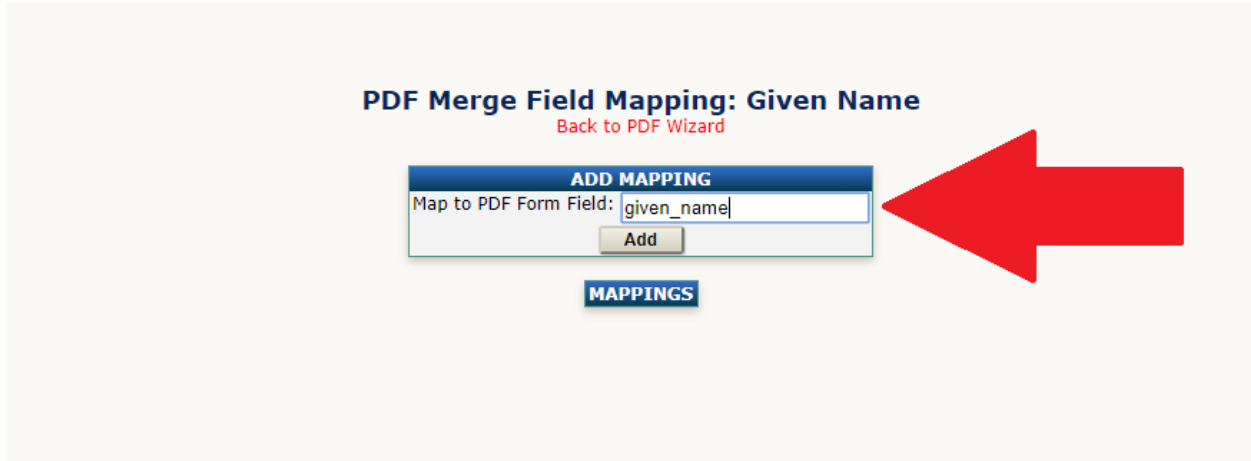 PDF Merge Field Mapping: Given Name
Back to PDF Wizard
ADD MAPPING
Map to PDF Form Field: given_name
Add
MAPPINGS